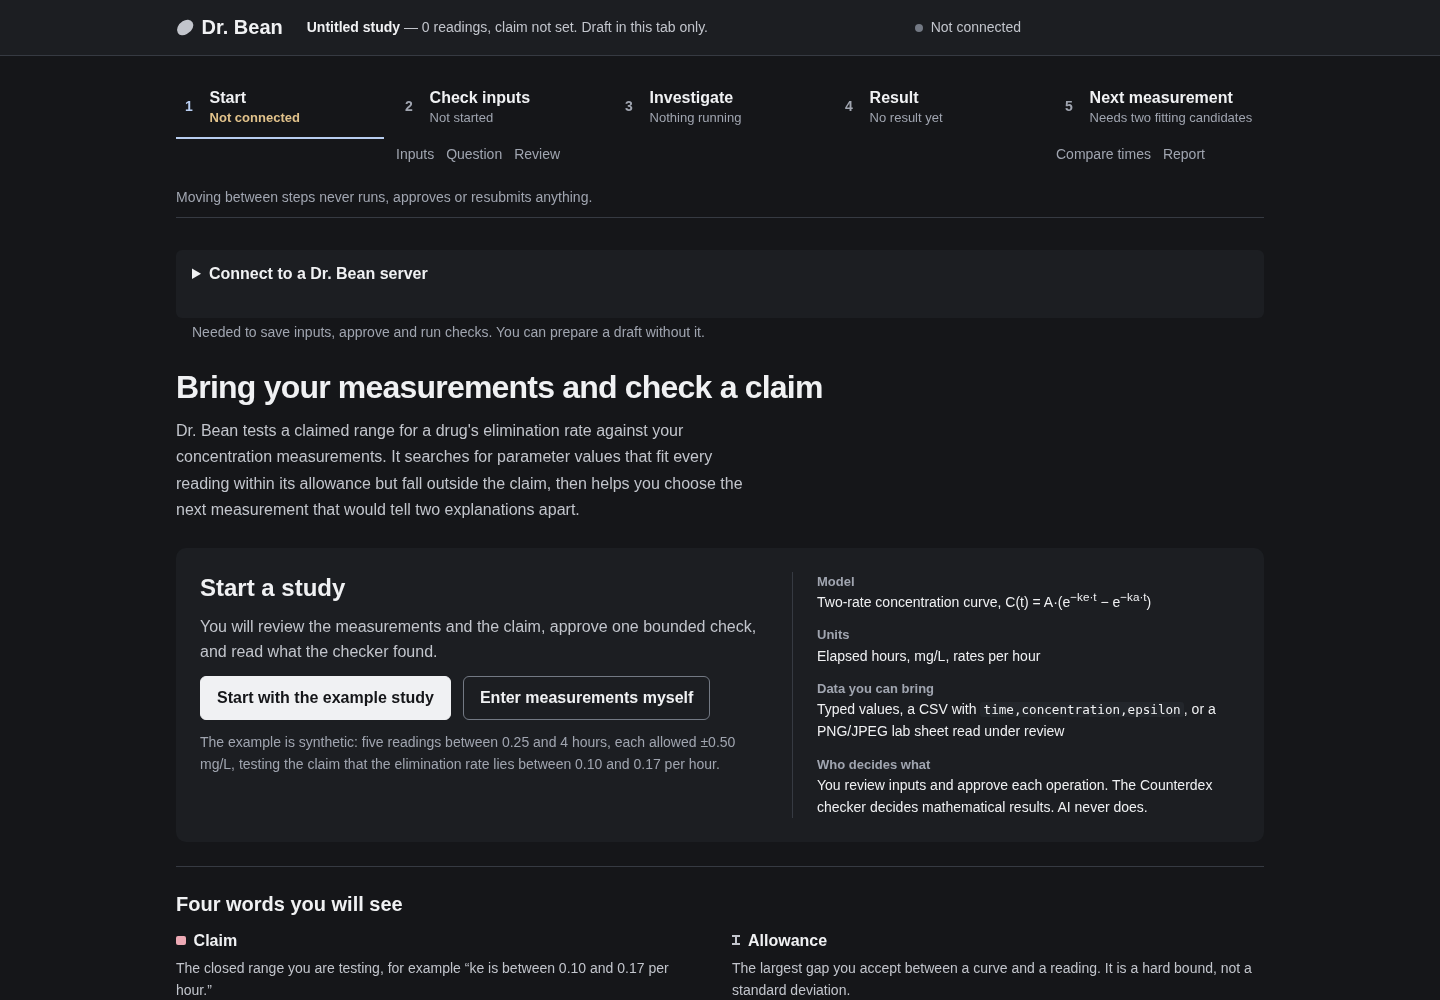 Dr. Bean
Untitled study — 0 readings, claim not set. Draft in this tab only.
Not connected
1
Start
Not connected
2
Check inputs
Not started
3
Investigate
Nothing running
4
Result
No result yet
5
Next measurement
Needs two fitting candidates
Inputs Question Review
Compare times Report
Moving between steps never runs, approves or resubmits anything.
Connect to a Dr. Bean server
Needed to save inputs, approve and run checks. You can prepare a draft without it.
Bring your measurements and check a claim
Dr. Bean tests a claimed range for a drug's elimination rate against your
concentration measurements. It searches for parameter values that fit every
reading within its allowance but fall outside the claim, then helps you choose the
next measurement that would tell two explanations apart.
Start a study
You will review the measurements and the claim, approve one bounded check,
and read what the checker found.
Start with the example study
Enter measurements myself
The example is synthetic: five readings between 0.25 and 4 hours, each allowed ±0.50
mg/L, testing the claim that the elimination rate lies between 0.10 and 0.17 per hour.
Model
Two-rate concentration curve, C(t) = A·(e−ke·t − e−ka·t)
Units
Elapsed hours, mg/L, rates per hour
Data you can bring
Typed values, a CSV with time,concentration,epsilon, or a
PNG/JPEG lab sheet read under review
Who decides what
You review inputs and approve each operation. The Counterdex
checker decides mathematical results. AI never does.
Four words you will see
Claim
The closed range you are testing, for example “ke is between 0.10 and 0.17 per
hour.”
Allowance
The largest gap you accept between a curve and a reading. It is a hard bound, not a
standard deviation.